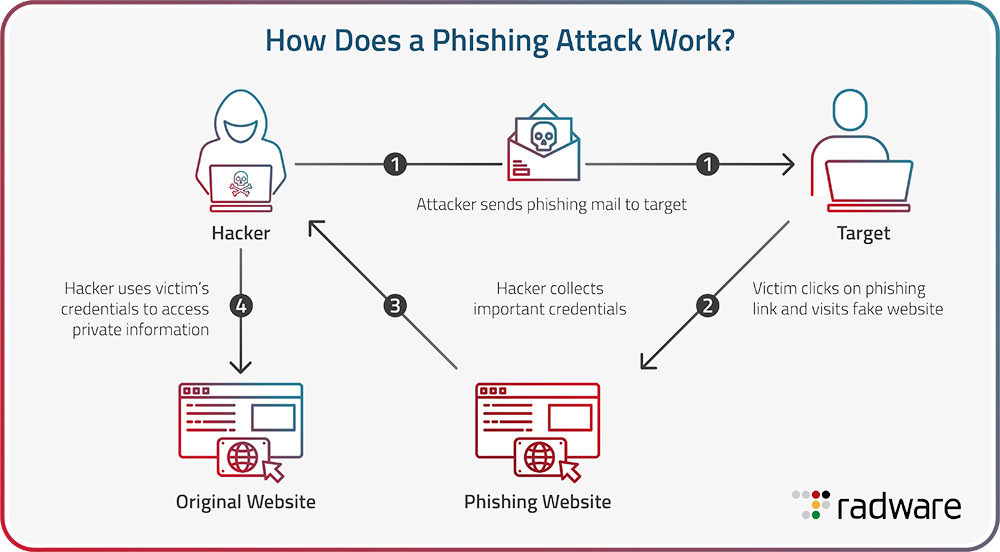 How Does a Phishing Attack Work?
1
1
Attacker sends phishing mail to target
Hacker
Target
Hacker uses victim's
credentials to access
private information
4
3
Hacker collects
important credentials
2
Victim clicks on phishing
link and visits fake website
Original Website
Phishing Website
radware